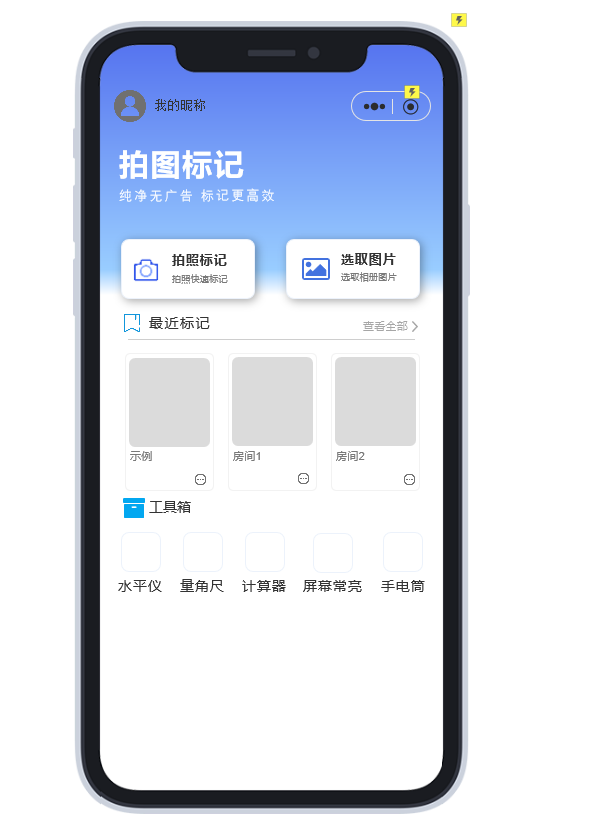 我的昵称
拍图标记
纯净无广告 标记更高效
拍照标记
拍照快速标记
选取图片
选取相册图片
最近标记
查看全部
示例
房间1
房间2
工具箱
水平仪
量角尺
计算器
屏幕常亮
手电筒